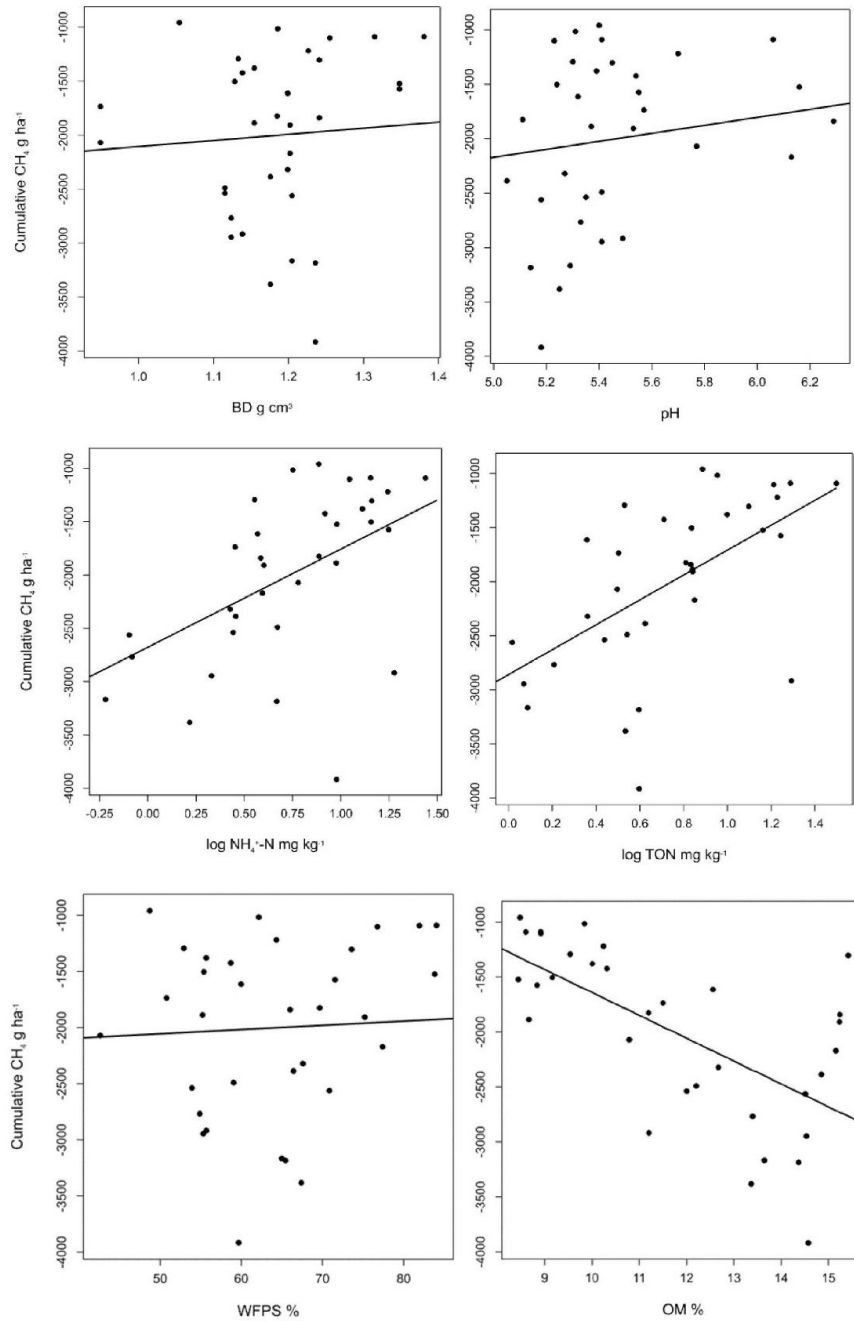 Cumulative CH₄ g ha⁻¹
-1000
-1500
-2000
-2500
-3000
-3500
-4000
1.0 1.1 1.2 1.3 1.4
BD g cm³
-1000
-1500
-2000
-2500
-3000
-3500
-4000
5.0 5.2 5.4 5.6 5.8 6.0 6.2
pH
Cumulative CH₄ g ha⁻¹
-1000
-1500
-2000
-2500
-3000
-3500
-4000
-0.25 0.00 0.25 0.50 0.75 1.00 1.25 1.50
log NH₄⁺-N mg kg⁻¹
-1000
-1500
-2000
-2500
-3000
-3500
-4000
0.0 0.2 0.4 0.6 0.8 1.0 1.2 1.4
log TON mg kg⁻¹
Cumulative CH₄ g ha⁻¹
-1000
-1500
-2000
-2500
-3000
-3500
-4000
50 60 70 80
WFPS %
-1000
-1500
-2000
-2500
-3000
-3500
-4000
9 10 11 12 13 14 15
OM %